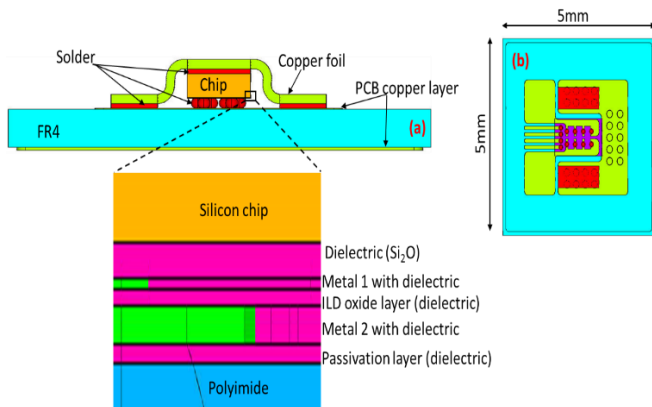 Solder
Copper foil
Chip
PCB copper layer
FR4
(a)
5mm
(b)
5mm
Silicon chip
Dielectric (Si₂O)
Metal 1 with dielectric
ILD oxide layer (dielectric)
Metal 2 with dielectric
Passivation layer (dielectric)
Polyimide